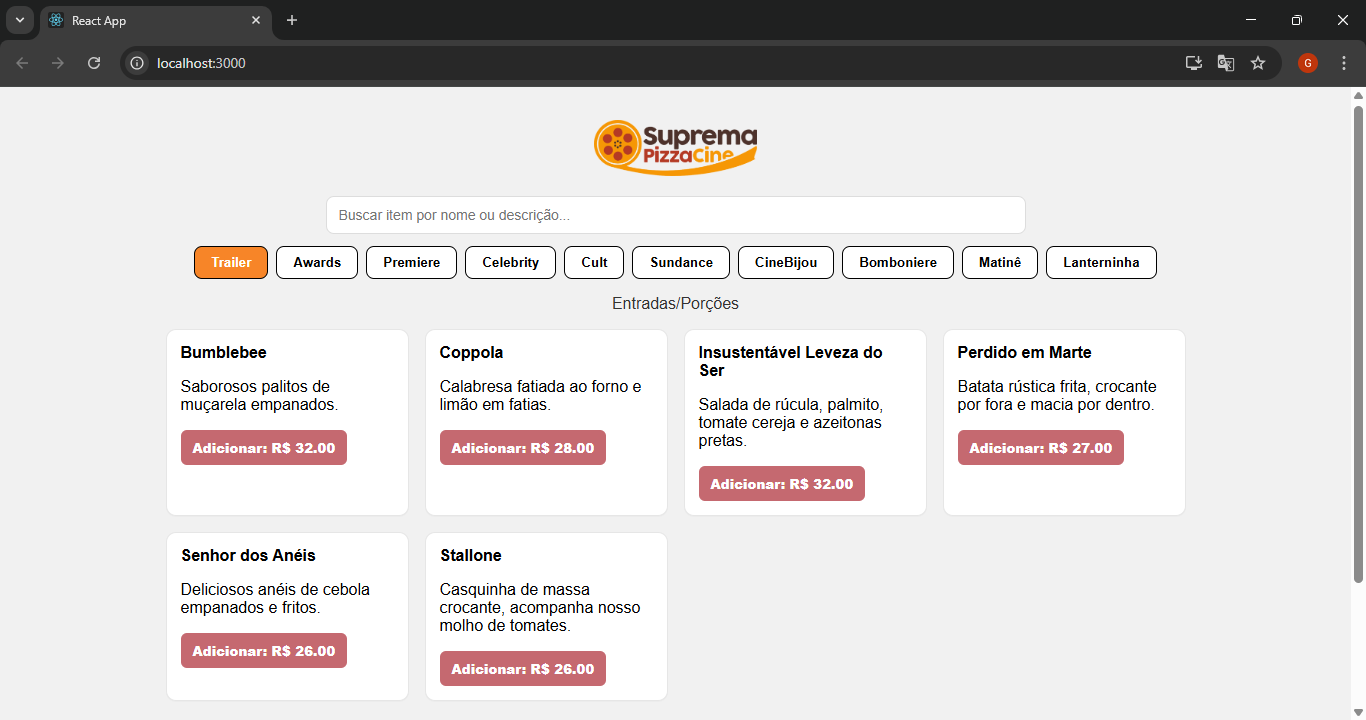 React App
localhost:3000
G
Suprema
PizzaCine
Buscar item por nome ou descrição...
Trailer
Awards
Premiere
Celebrity
Cult
Sundance
CineBijou
Bomboniere
Matinê
Lanterninha
Entradas/Porções
Bumblebee
Saborosos palitos de
muçarela empanados.
Adicionar: R$ 32.00
Coppola
Calabresa fatiada ao forno e
limão em fatias.
Adicionar: R$ 28.00
Insustentável Leveza do
Ser
Salada de rúcula, palmito,
tomate cereja e azeitonas
pretas.
Adicionar: R$ 32.00
Perdido em Marte
Batata rústica frita, crocante
por fora e macia por dentro.
Adicionar: R$ 27.00
Senhor dos Anéis
Deliciosos anéis de cebola
empanados e fritos.
Adicionar: R$ 26.00
Stallone
Casquinha de massa
crocante, acompanha nosso
molho de tomates.
Adicionar: R$ 26.00